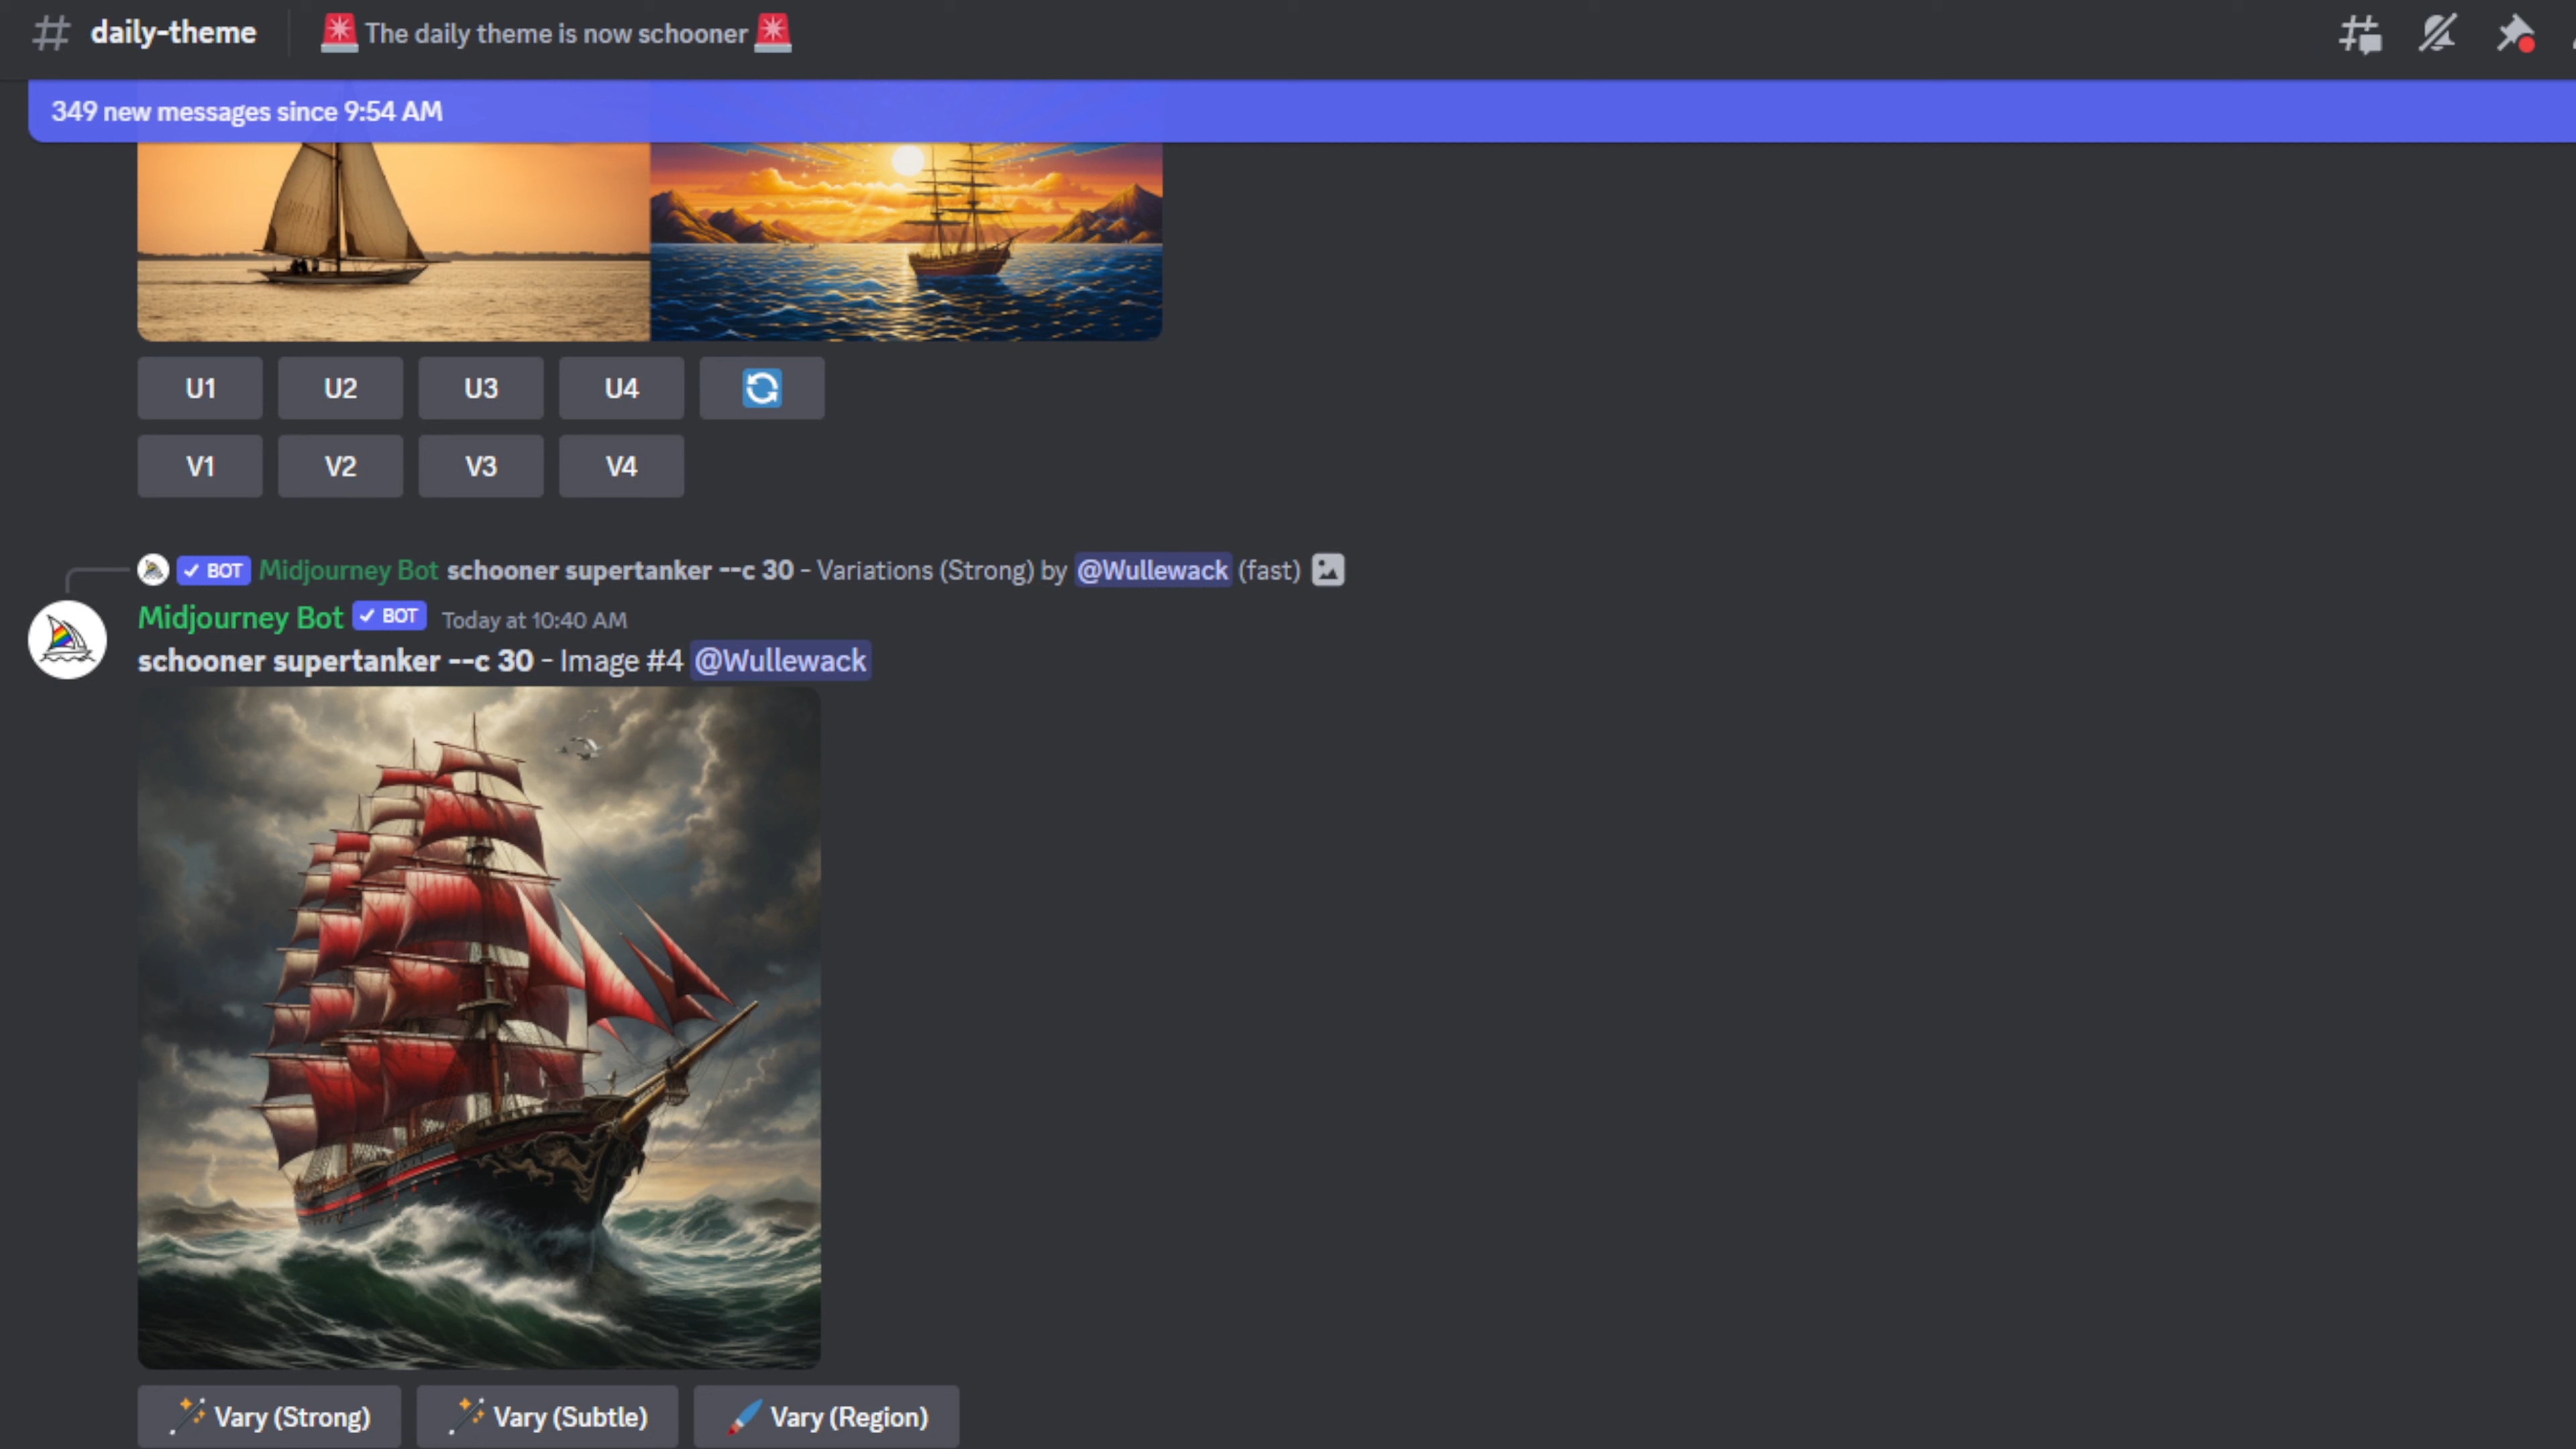 daily-theme
The daily theme is now schooner
349 new messages since 9:54 AM
U1 U2 U3 U4
V1 V2 V3 V4
BOT Midjourney Bot schooner supertanker --c 30 - Variations (Strong) by @Wullewack (fast)
Midjourney Bot BOT Today at 10:40 AM
schooner supertanker --c 30 - Image #4 @Wullewack
Vary (Strong) Vary (Subtle) Vary (Region)